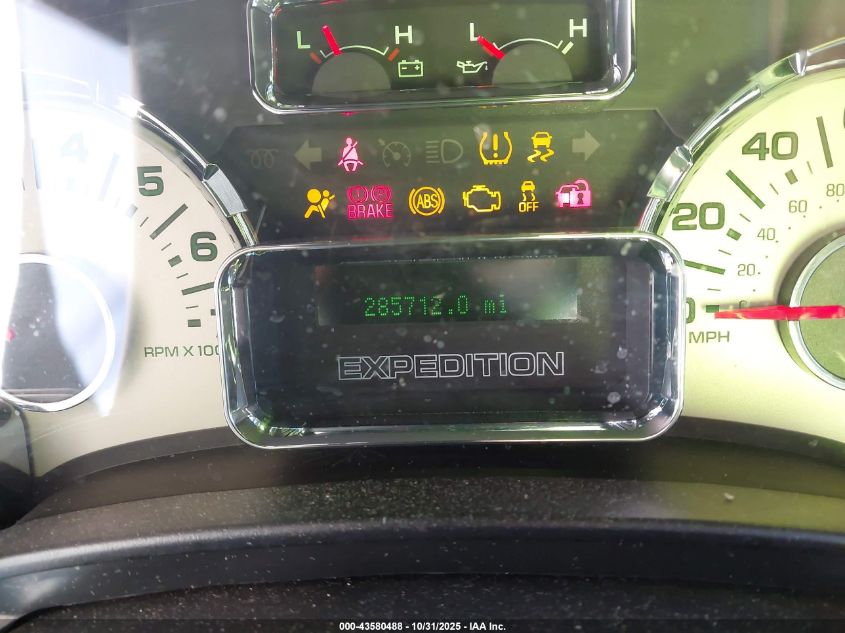 L H L H
4 5 6
ABS
BRAKE
OFF
40
20
80
60
40
20
0
285712.0 mi
RPM X 100
MPH
EXPEDITION
000-43580488 - 10/31/2025 - IAA Inc.